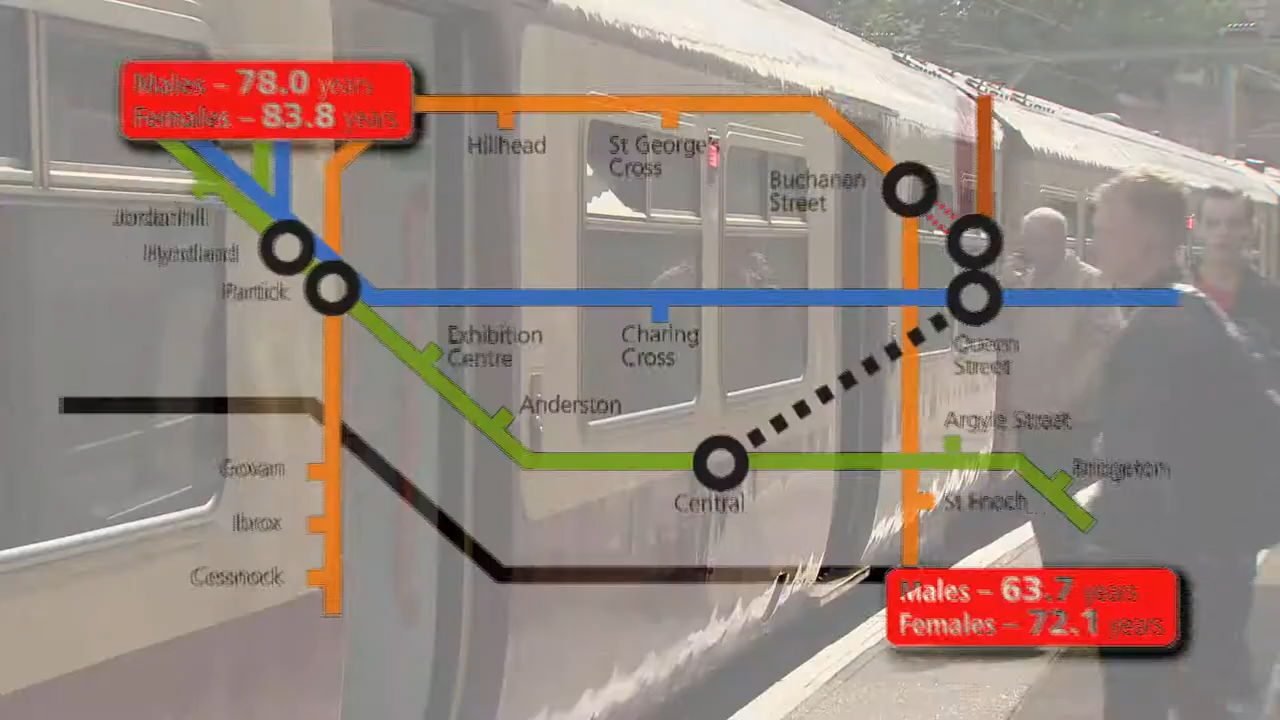 Males – 78.0 years
Females – 83.8 years
Hillhead
St George's
Cross
Buchanan
Street
Jordanhill
Hyndland
Partick
Exhibition
Centre
Charing
Cross
Queen
Street
Anderston
Argyle Street
Govan
Bridgeton
Central
St Enoch
Ibrox
Cessnock
Males – 63.7 years
Females – 72.1 years